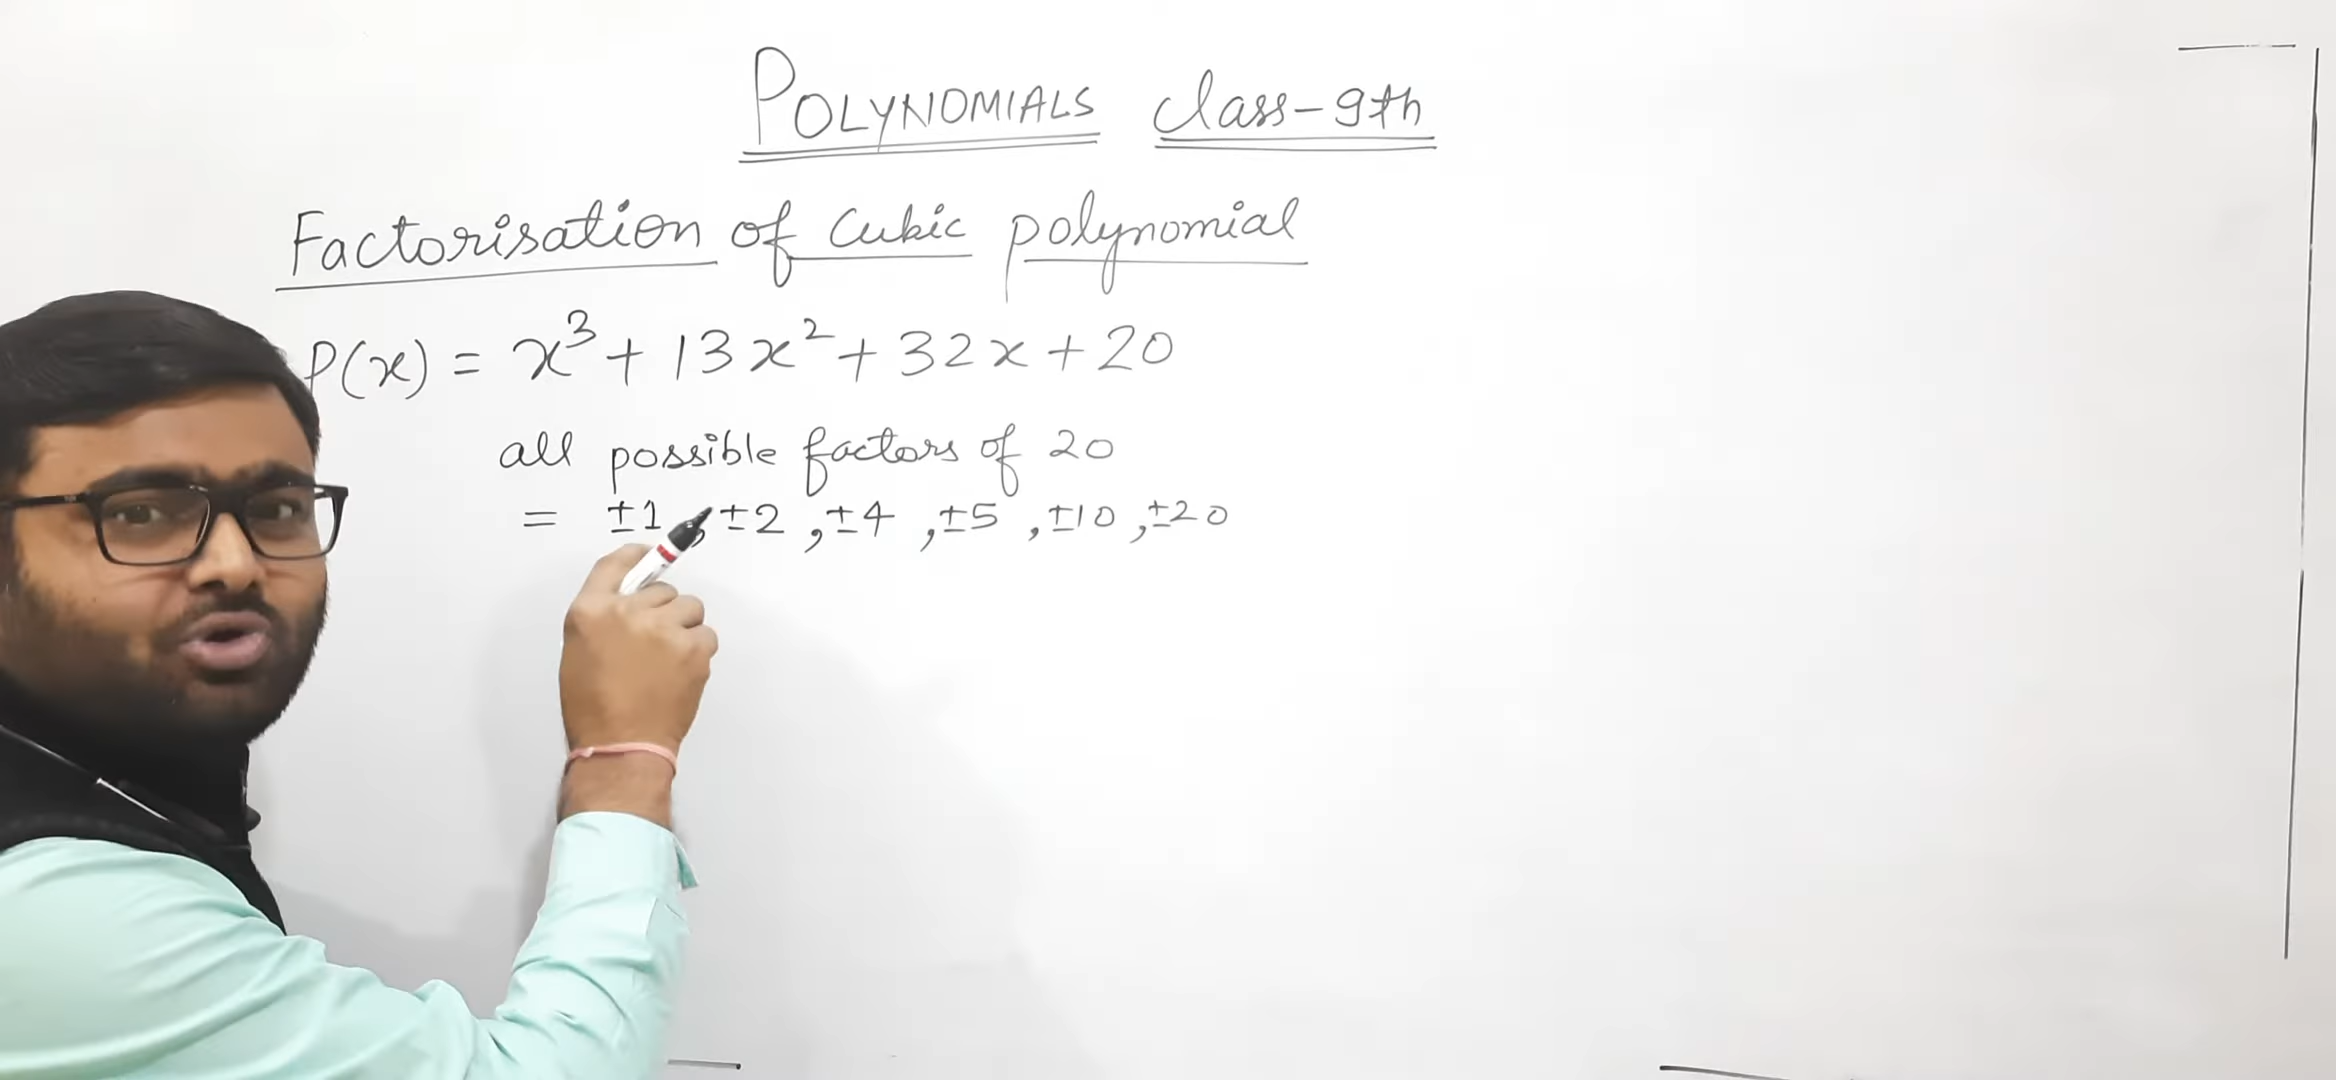 POLYNOMIALS class-9th
Factorisation of Cubic polynomial
P(x) = x³ + 13x² + 32x + 20
all possible factors of 20
= ±1, ±2, ±4, ±5, ±10, ±20